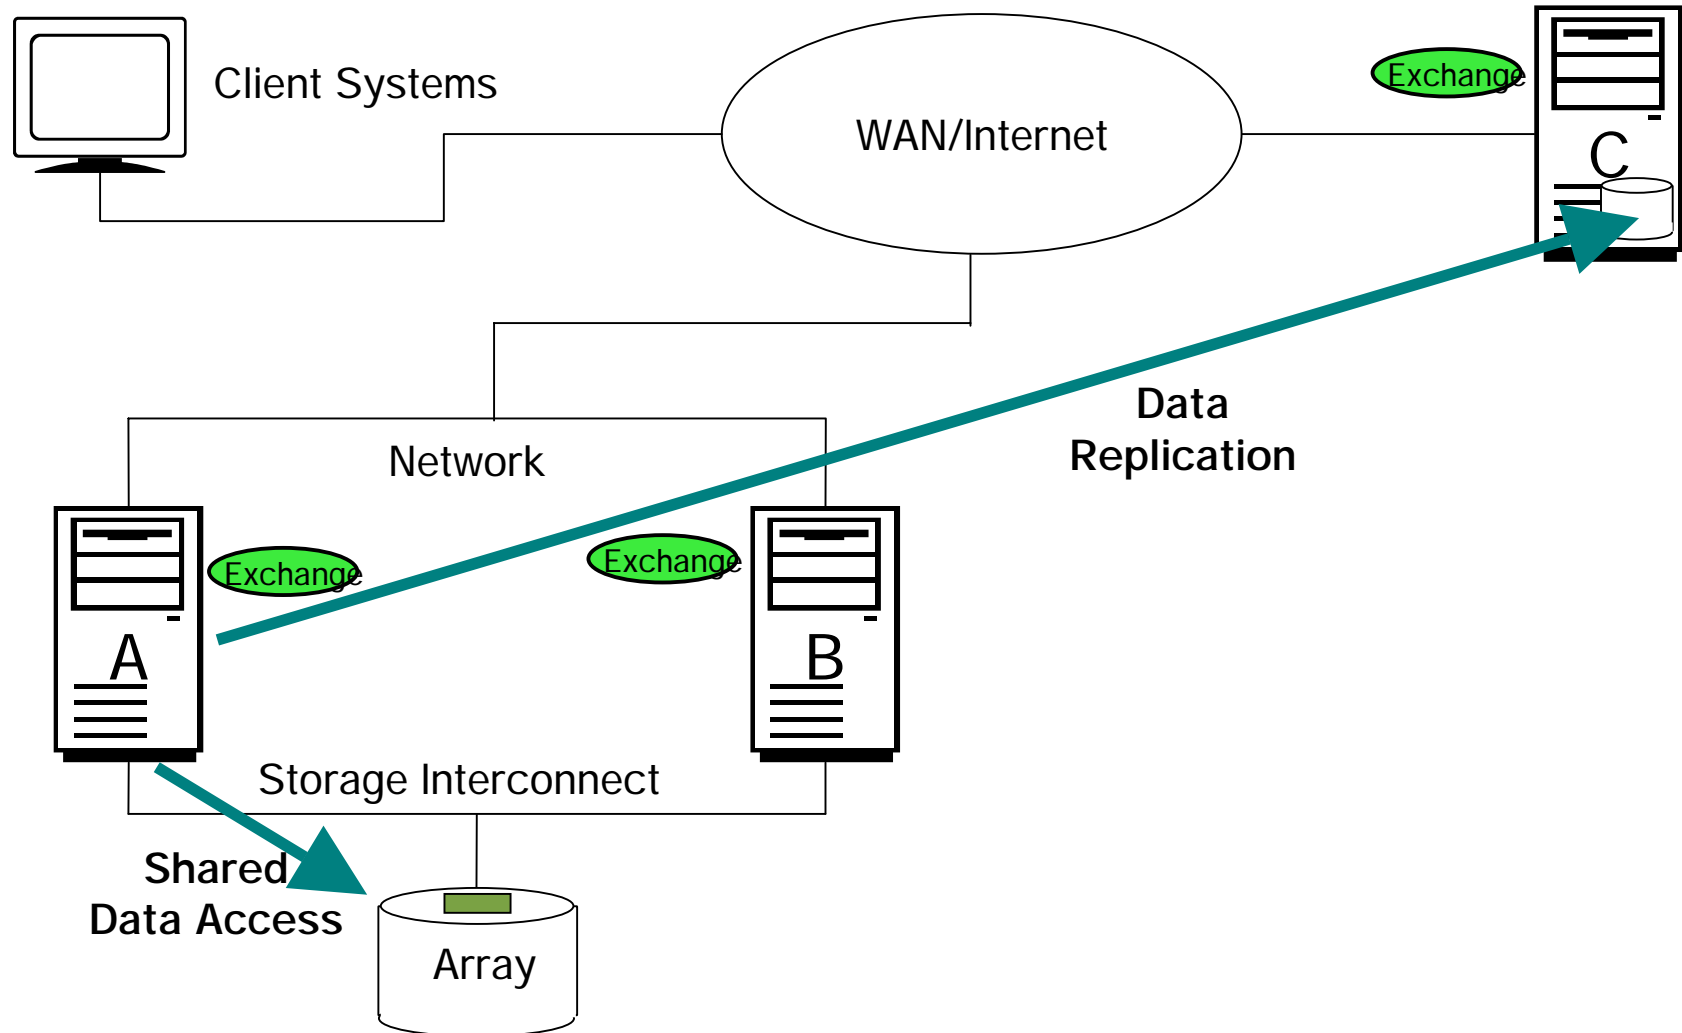 Client Systems
WAN/Internet
Exchange
C
Data
Replication
Network
Exchange
Exchange
A
B
Storage Interconnect
Shared
Data Access
Array